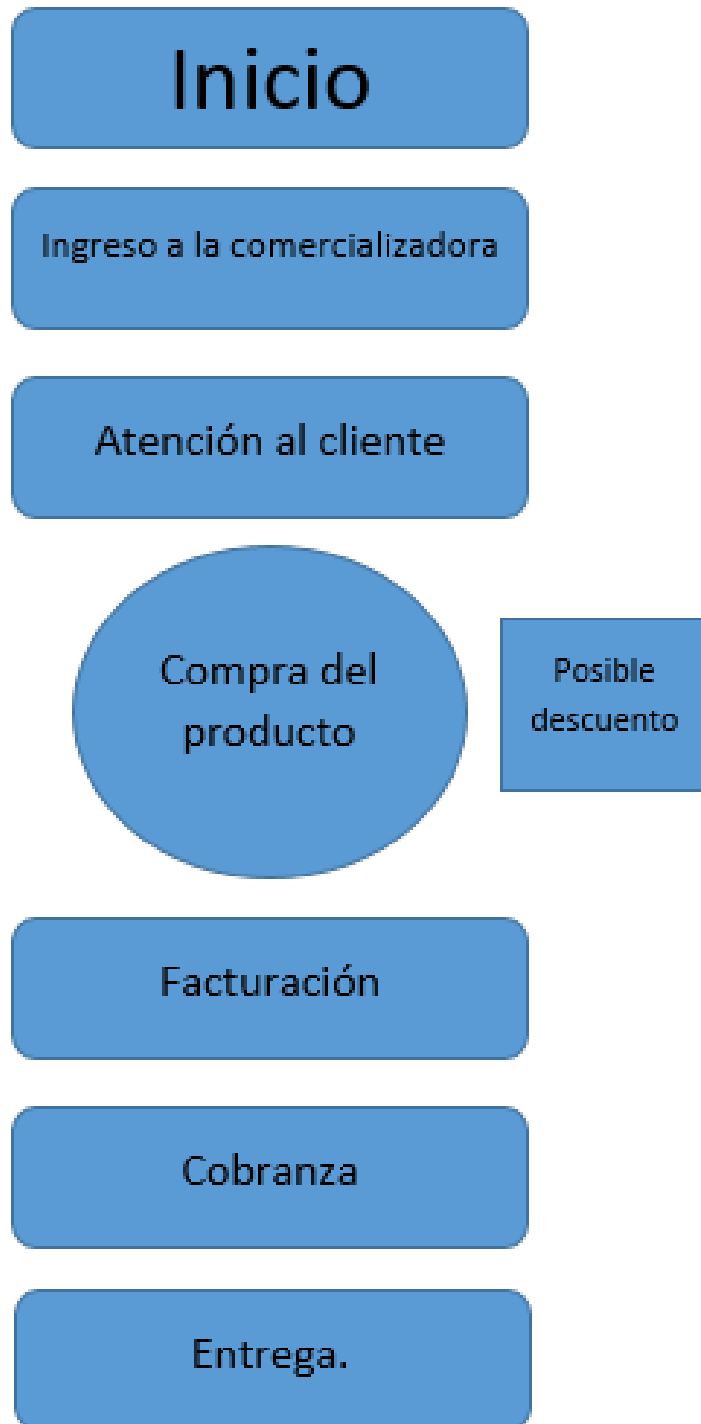 Inicio
Ingreso a la comercializadora
Atención al cliente
Compra del
producto
Posible
descuento
Facturación
Cobranza
Entrega.